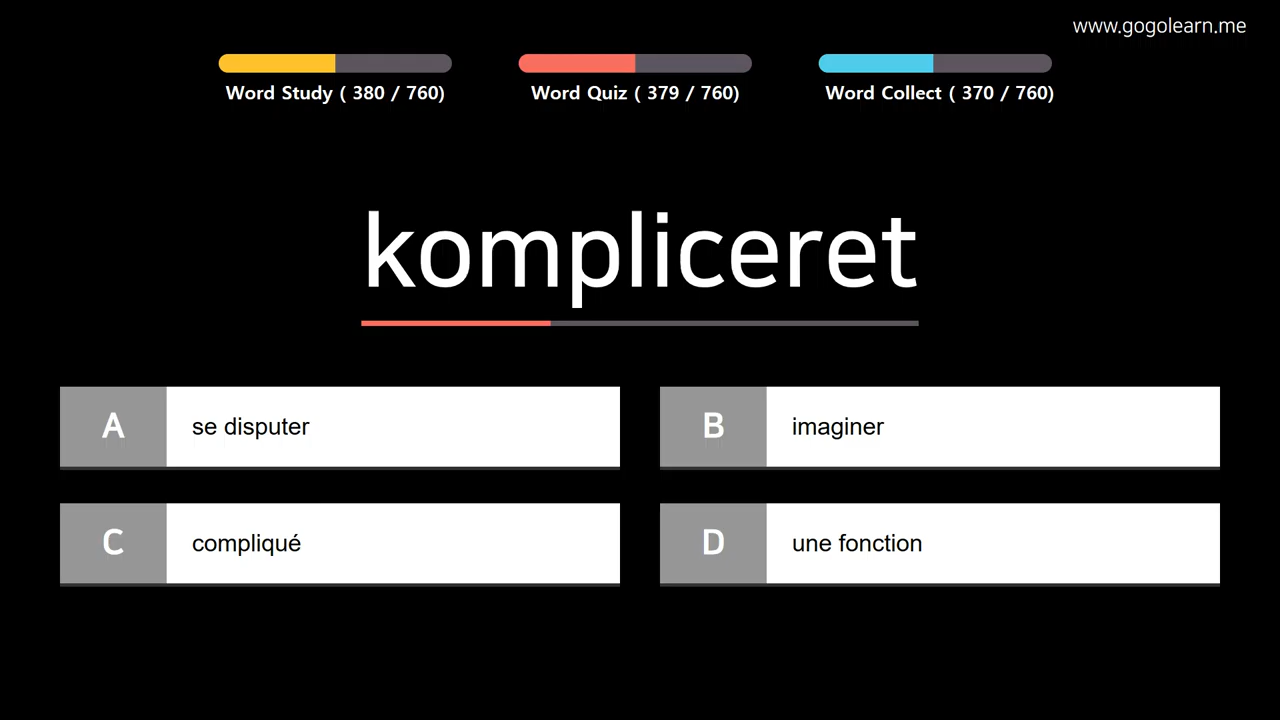 www.gogolearn.me
Word Study ( 380 / 760)
Word Quiz ( 379 / 760)
Word Collect ( 370 / 760)
kompliceret
A
se disputer
B
imaginer
C
compliqué
D
une fonction